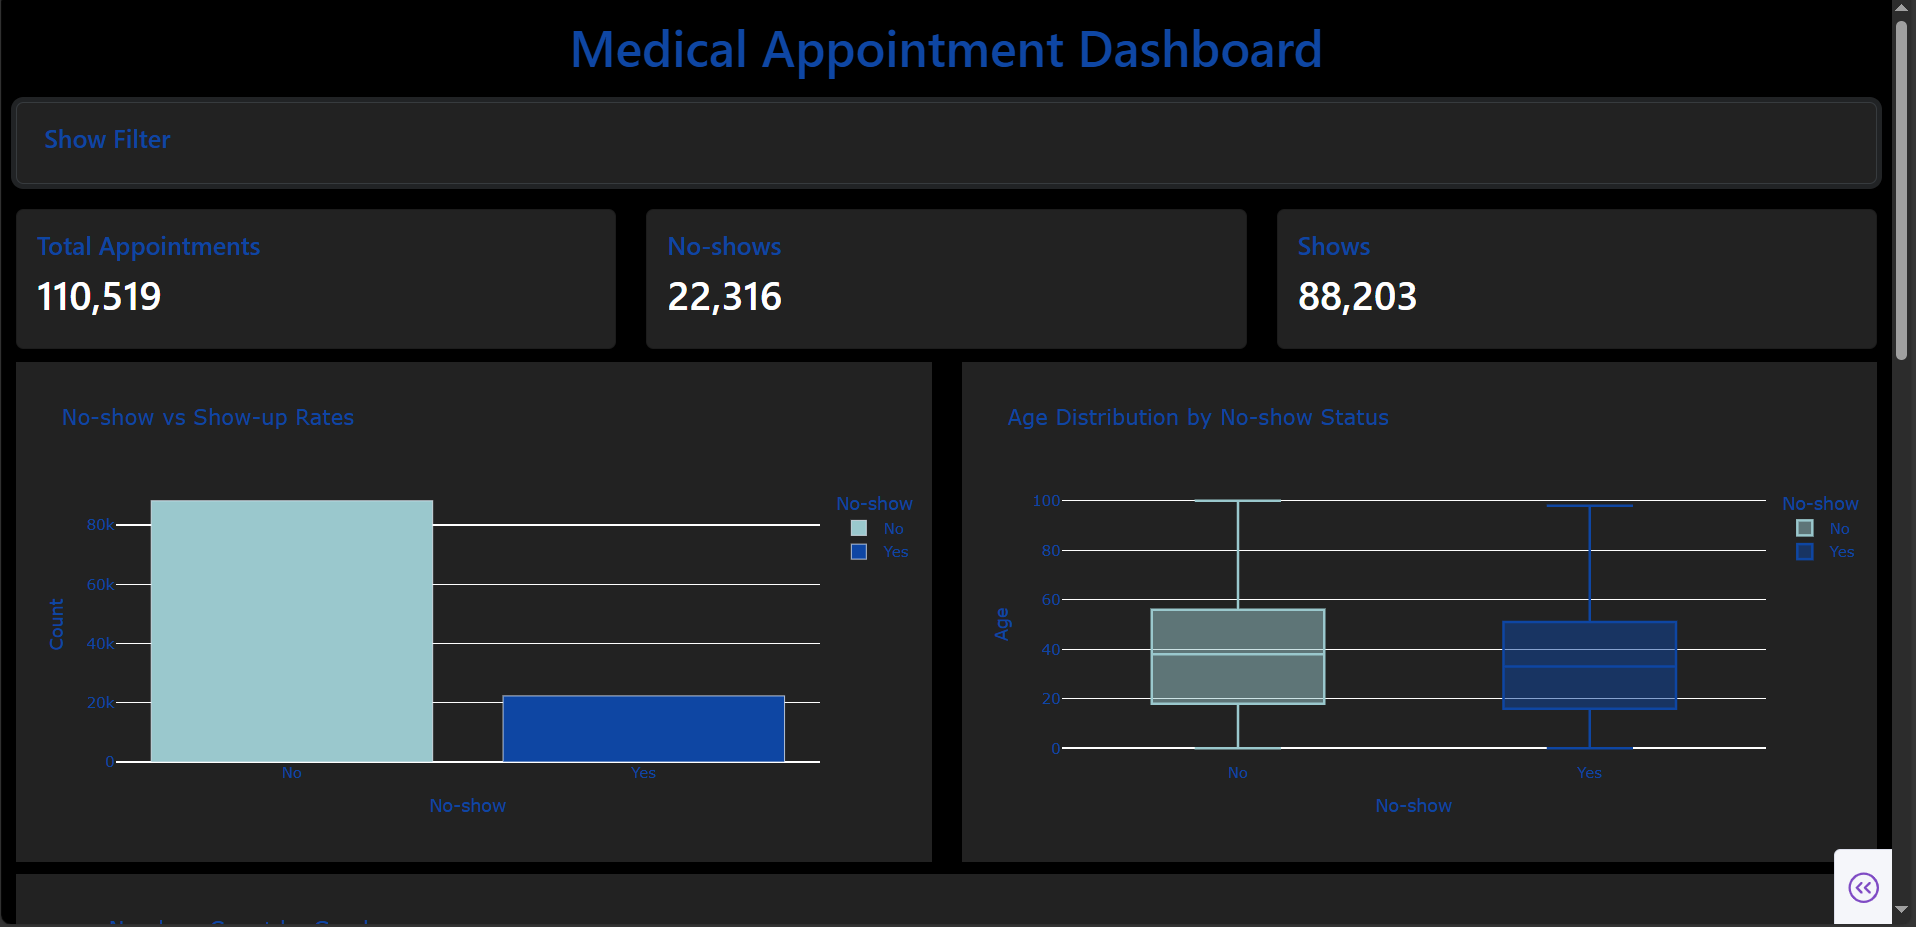 Medical Appointment Dashboard
Show Filter
Total Appointments
110,519
No-shows
22,316
Shows
88,203
No-show vs Show-up Rates
No-show
No
Yes
80k
60k
40k
20k
0
Count
No
Yes
No-show
Age Distribution by No-show Status
No-show
No
Yes
100
80
60
40
20
0
Age
No
Yes
No-show